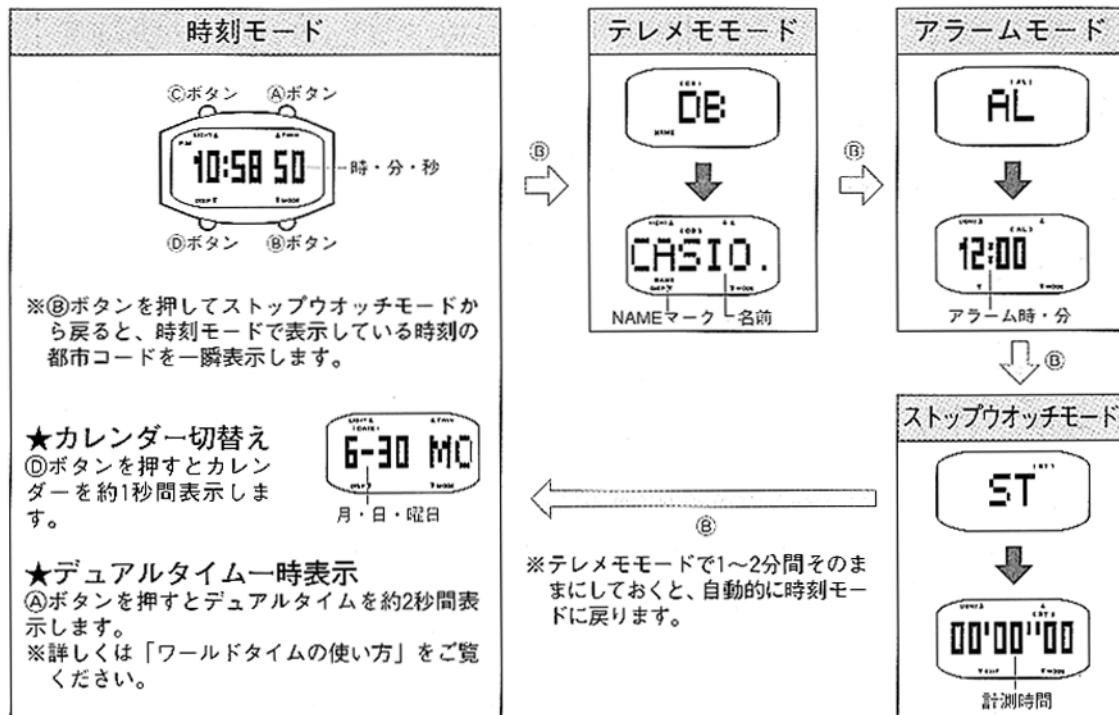 時刻モード
Ⓒボタン Ⓐボタン
LIGHT
PM
10:58 50
時・分・秒
DISP MODE
Ⓓボタン Ⓑボタン
※Ⓑボタンを押してストップウオッチモードか
ら戻ると、時刻モードで表示している時刻の
都市コードを一瞬表示します。
★カレンダー切替え
Ⓓボタンを押すとカレン
ダーを約1秒間表示しま
す。
6-30 MO
MODE
月・日・曜日
★デュアルタイム一時表示
Ⓐボタンを押すとデュアルタイムを約2秒間表
示します。
※詳しくは「ワールドタイムの使い方」をご覧
ください。
Ⓑ
テレメモモード
DB
NAME
CASIO.
NAME
MODE
NAMEマーク 名前
Ⓑ
アラームモード
AL
12:00
MODE
アラーム時・分
Ⓑ
ストップウオッチモード
ST
00'00"00
MODE
計測時間
Ⓑ
※テレメモモードで1〜2分間そのま
まにしておくと、自動的に時刻モー
ドに戻ります。